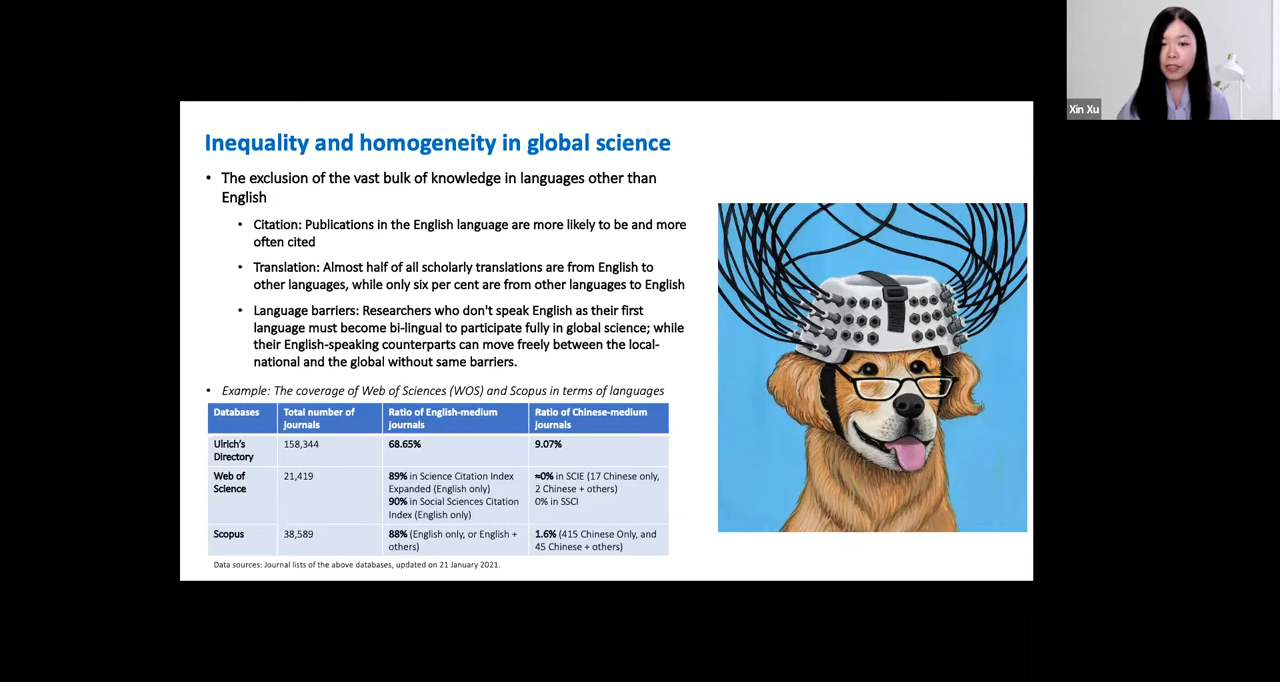 Xin Xu
Inequality and homogeneity in global science
• The exclusion of the vast bulk of knowledge in languages other than
English
• Citation: Publications in the English language are more likely to be and more
often cited
• Translation: Almost half of all scholarly translations are from English to
other languages, while only six per cent are from other languages to English
• Language barriers: Researchers who don't speak English as their first
language must become bi-lingual to participate fully in global science; while
their English-speaking counterparts can move freely between the local-
national and the global without same barriers.
• Example: The coverage of Web of Sciences (WOS) and Scopus in terms of languages
Databases
Total number of
journals
Ratio of English-medium
journals
Ratio of Chinese-medium
journals
Ulrich's
Directory
158,344
68.65%
9.07%
Web of
Science
21,419
89% in Science Citation Index
Expanded (English only)
90% in Social Sciences Citation
Index (English only)
≈0% in SCIE (17 Chinese only,
2 Chinese + others)
0% in SSCI
Scopus
38,589
88% (English only, or English +
others)
1.6% (415 Chinese Only, and
45 Chinese + others)
Data sources: Journal lists of the above databases, updated on 21 January 2021.